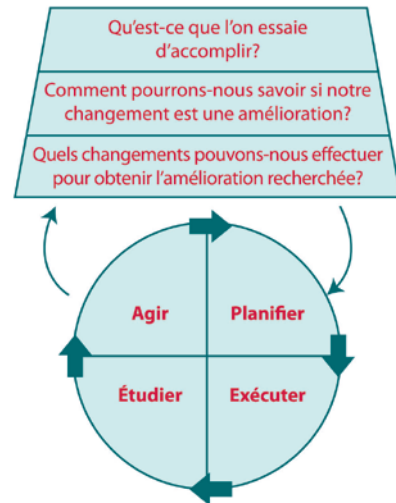 Qu'est-ce que l'on essaie
d'accomplir?
Comment pourrons-nous savoir si notre
changement est une amélioration?
Quels changements pouvons-nous effectuer
pour obtenir l'amélioration recherchée?
Agir
Planifier
Étudier
Exécuter